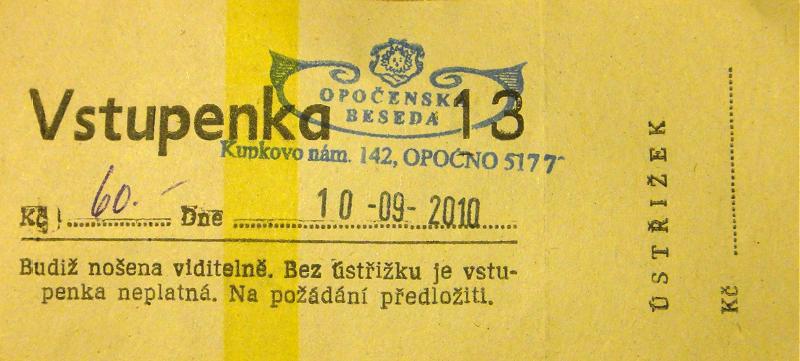 OPOČENSKÁ
BESEDA
Vstupenka 13
Kupkovo nám. 142, OPOČNO 5177
Kč 60.- Dne 10-09-2010
Budiž nošena viditelně. Bez ústřižku je vstu-
penka neplatná. Na požádání předložiti.
ÚSTŘIŽEK
Kč